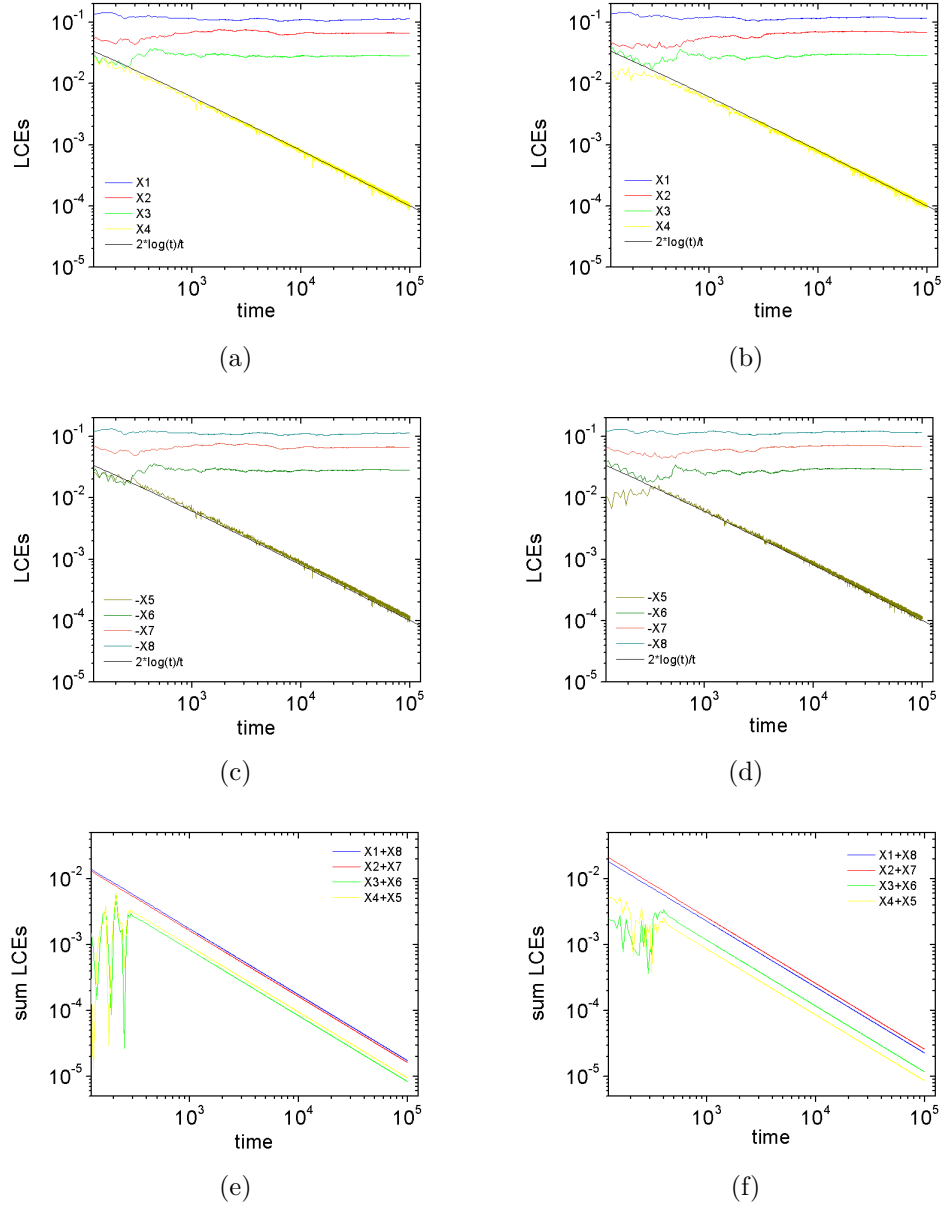 10^-1
10^-2
10^-3
10^-4
10^-5
LCEs
X1
X2
X3
X4
2*log(t)/t
10^3
10^4
10^5
time
(a)
10^-1
10^-2
10^-3
10^-4
10^-5
LCEs
X1
X2
X3
X4
2*log(t)/t
10^3
10^4
10^5
time
(b)
10^-1
10^-2
10^-3
10^-4
10^-5
LCEs
-X5
-X6
-X7
-X8
2*log(t)/t
10^3
10^4
10^5
time
(c)
10^-1
10^-2
10^-3
10^-4
10^-5
LCEs
-X5
-X6
-X7
-X8
2*log(t)/t
10^3
10^4
10^5
time
(d)
10^-2
10^-3
10^-4
10^-5
sum LCEs
X1+X8
X2+X7
X3+X6
X4+X5
10^3
10^4
10^5
time
(e)
10^-2
10^-3
10^-4
10^-5
sum LCEs
X1+X8
X2+X7
X3+X6
X4+X5
10^3
10^4
10^5
time
(f)